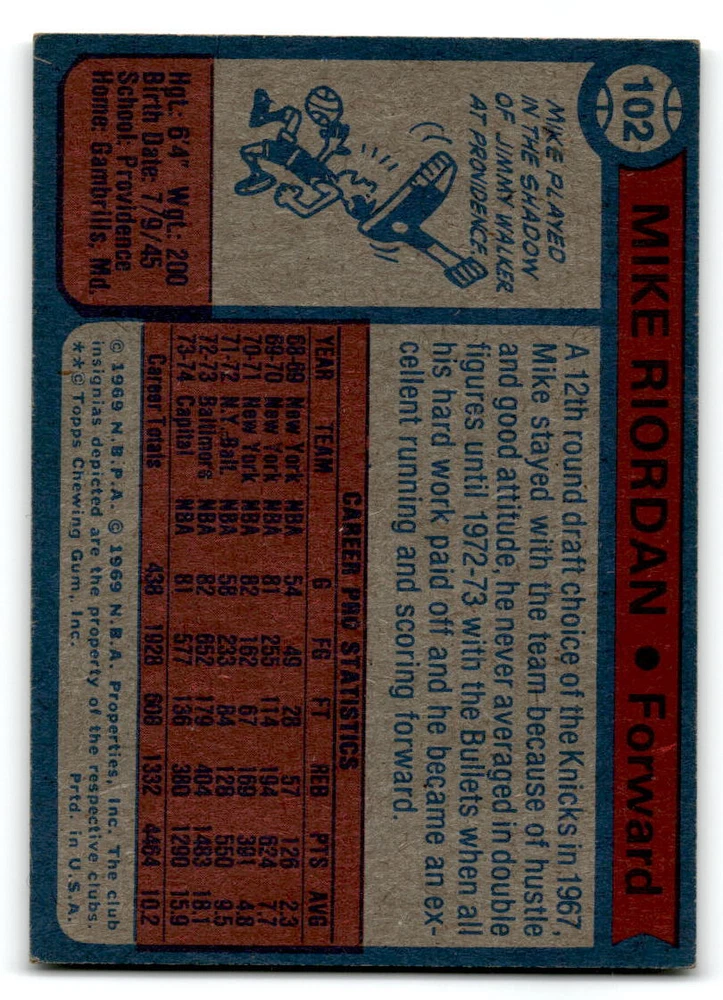 102
MIKE RIORDAN • Forward
MIKE PLAYED
IN THE SHADOW
OF JIMMY WALKER
AT PROVIDENCE
Hgt.: 6'4" Wgt.: 200
Birth Date: 7/9/45
School: Providence
Home: Gambrills, Md.
A 12th round draft choice of the Knicks in 1967,
Mike stayed with the team because of hustle
and good attitude, he never averaged in double
figures until 1972-73 with the Bullets when all
his hard work paid off and he became an ex-
cellent running and scoring forward.
CAREER PRO STATISTICS
YEAR TEAM G FG FT REB PTS AVG
68-69 New York NBA 54 49 28 57 126 2.3
69-70 New York NBA 81 255 114 194 624 7.7
70-71 New York NBA 82 162 67 169 391 4.8
71-72 N.Y.-Balt. NBA 58 233 84 128 550 9.5
72-73 Baltimore NBA 82 652 179 404 1483 18.1
73-74 Capital NBA 81 577 136 380 1290 15.9
Career Totals 438 1928 608 1332 4464 10.2
© 1969 N.B.P.A. © 1969 N.B.A. Properties, Inc. The club
insignias depicted are the property of the respective clubs.
**© Topps Chewing Gum, Inc. Prtd. in U.S.A.